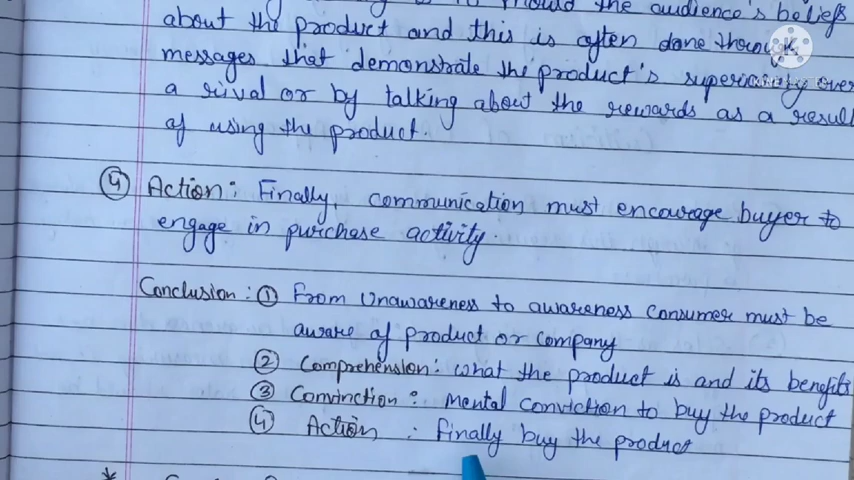 mould the audience's beliefs
about the product and this is often done through
messages that demonstrate the product's superiority over
a rival or by talking about the rewards as a result
of using the product.
④ Action: Finally, communication must encourage buyer to
engage in purchase activity.
Conclusion: ① From Unawareness to awareness consumer must be
aware of product or company
② Comprehension: what the product is and its benefits
③ Conviction: Mental conviction to buy the product
④ Action: Finally buy the product
*